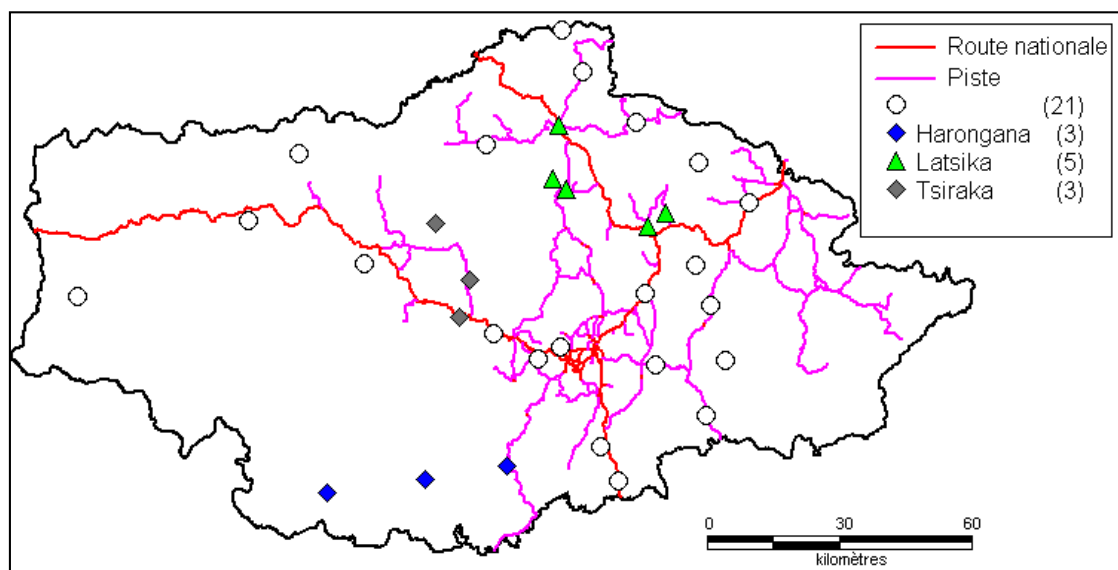 Route nationale
Piste
(21)
Harongana (3)
Latsika (5)
Tsiraka (3)
0 30 60
kilomètres